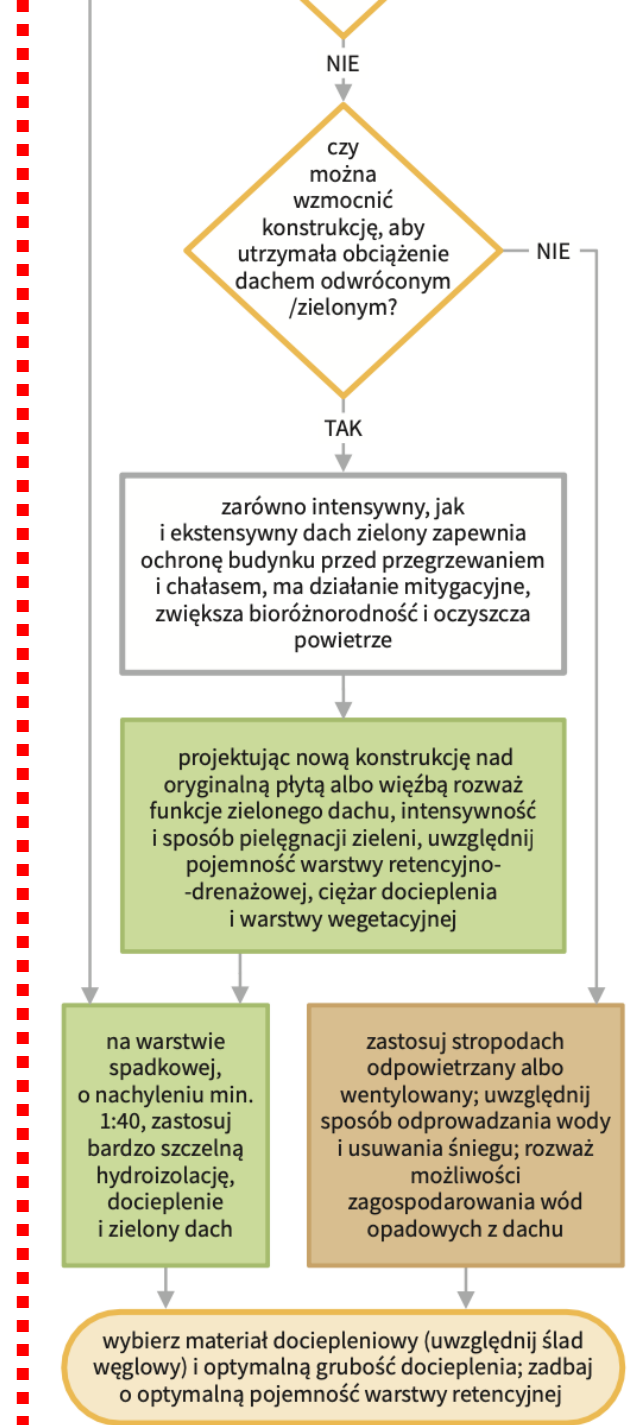 NIE
czy
można
wzmocnić
konstrukcję, aby
utrzymała obciążenie
dachem odwróconym
/zielonym?
NIE
TAK
zarówno intensywny, jak
i ekstensywny dach zielony zapewnia
ochronę budynku przed przegrzewaniem
i chałasem, ma działanie mitygacyjne,
zwiększa bioróżnorodność i oczyszcza
powietrze
projektując nową konstrukcję nad
oryginalną płytą albo więźbą rozważ
funkcje zielonego dachu, intensywność
i sposób pielęgnacji zieleni, uwzględnij
pojemność warstwy retencyjno-
-drenażowej, ciężar docieplenia
i warstwy wegetacyjnej
na warstwie
spadkowej,
o nachyleniu min.
1:40, zastosuj
bardzo szczelną
hydroizolację,
docieplenie
i zielony dach
zastosuj stropodach
odpowietrzany albo
wentylowany; uwzględnij
sposób odprowadzania wody
i usuwania śniegu; rozważ
możliwości
zagospodarowania wód
opadowych z dachu
wybierz materiał dociepleniowy (uwzględnij ślad
węglowy) i optymalną grubość docieplenia; zadbaj
o optymalną pojemność warstwy retencyjnej